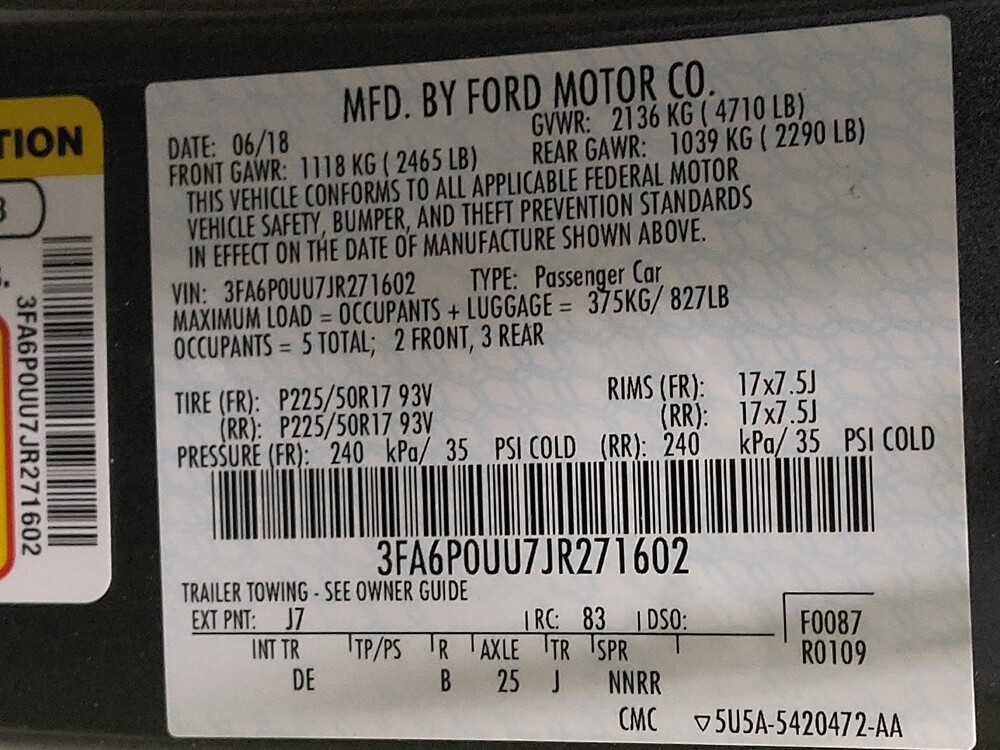 TION
3
3FA6P0UU7JR271602
MFD. BY FORD MOTOR CO.
DATE: 06/18 GVWR: 2136 KG ( 4710 LB)
FRONT GAWR: 1118 KG ( 2465 LB) REAR GAWR: 1039 KG ( 2290 LB)
THIS VEHICLE CONFORMS TO ALL APPLICABLE FEDERAL MOTOR
VEHICLE SAFETY, BUMPER, AND THEFT PREVENTION STANDARDS
IN EFFECT ON THE DATE OF MANUFACTURE SHOWN ABOVE.
VIN: 3FA6P0UU7JR271602 TYPE: Passenger Car
MAXIMUM LOAD = OCCUPANTS + LUGGAGE = 375KG/ 827LB
OCCUPANTS = 5 TOTAL; 2 FRONT, 3 REAR
TIRE (FR): P225/50R17 93V RIMS (FR): 17x7.5J
(RR): P225/50R17 93V (RR): 17x7.5J
PRESSURE (FR): 240 kPa/ 35 PSI COLD (RR): 240 kPa/ 35 PSI COLD
3FA6P0UU7JR271602
TRAILER TOWING - SEE OWNER GUIDE
EXT PNT: J7 RC: 83 DSO: F0087
INT TR TP/PS R AXLE TR SPR R0109
DE B 25 J NNRR
CMC ▽5U5A-5420472-AA